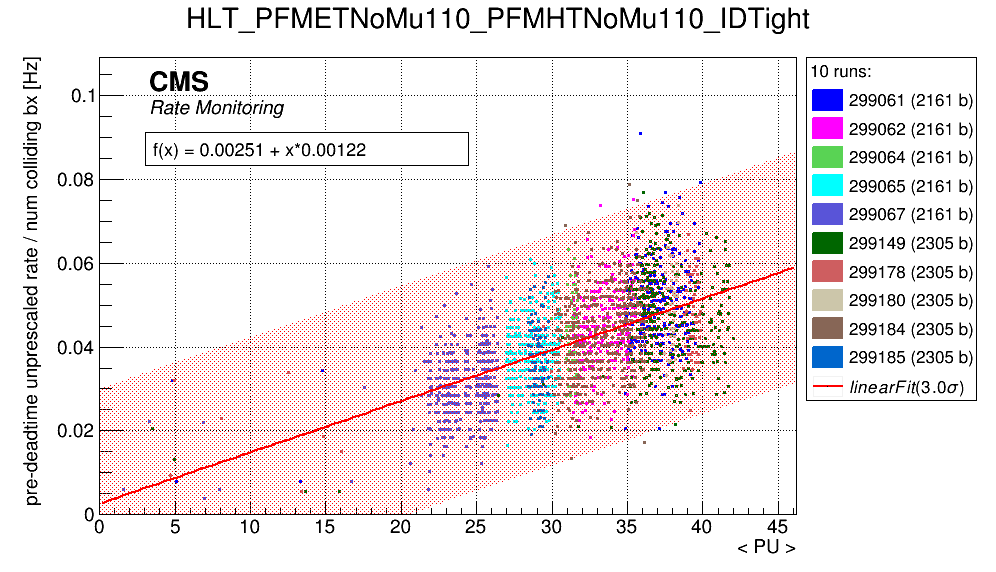 HLT_PFMETNoMu110_PFMHTNoMu110_IDTight
CMS
Rate Monitoring
f(x) = 0.00251 + x*0.00122
pre-deadtime unprescaled rate / num colliding bx [Hz]
0.1
0.08
0.06
0.04
0.02
0
0 5 10 15 20 25 30 35 40 45
< PU >
10 runs:
299061 (2161 b)
299062 (2161 b)
299064 (2161 b)
299065 (2161 b)
299067 (2161 b)
299149 (2305 b)
299178 (2305 b)
299180 (2305 b)
299184 (2305 b)
299185 (2305 b)
linearFit(3.0σ)